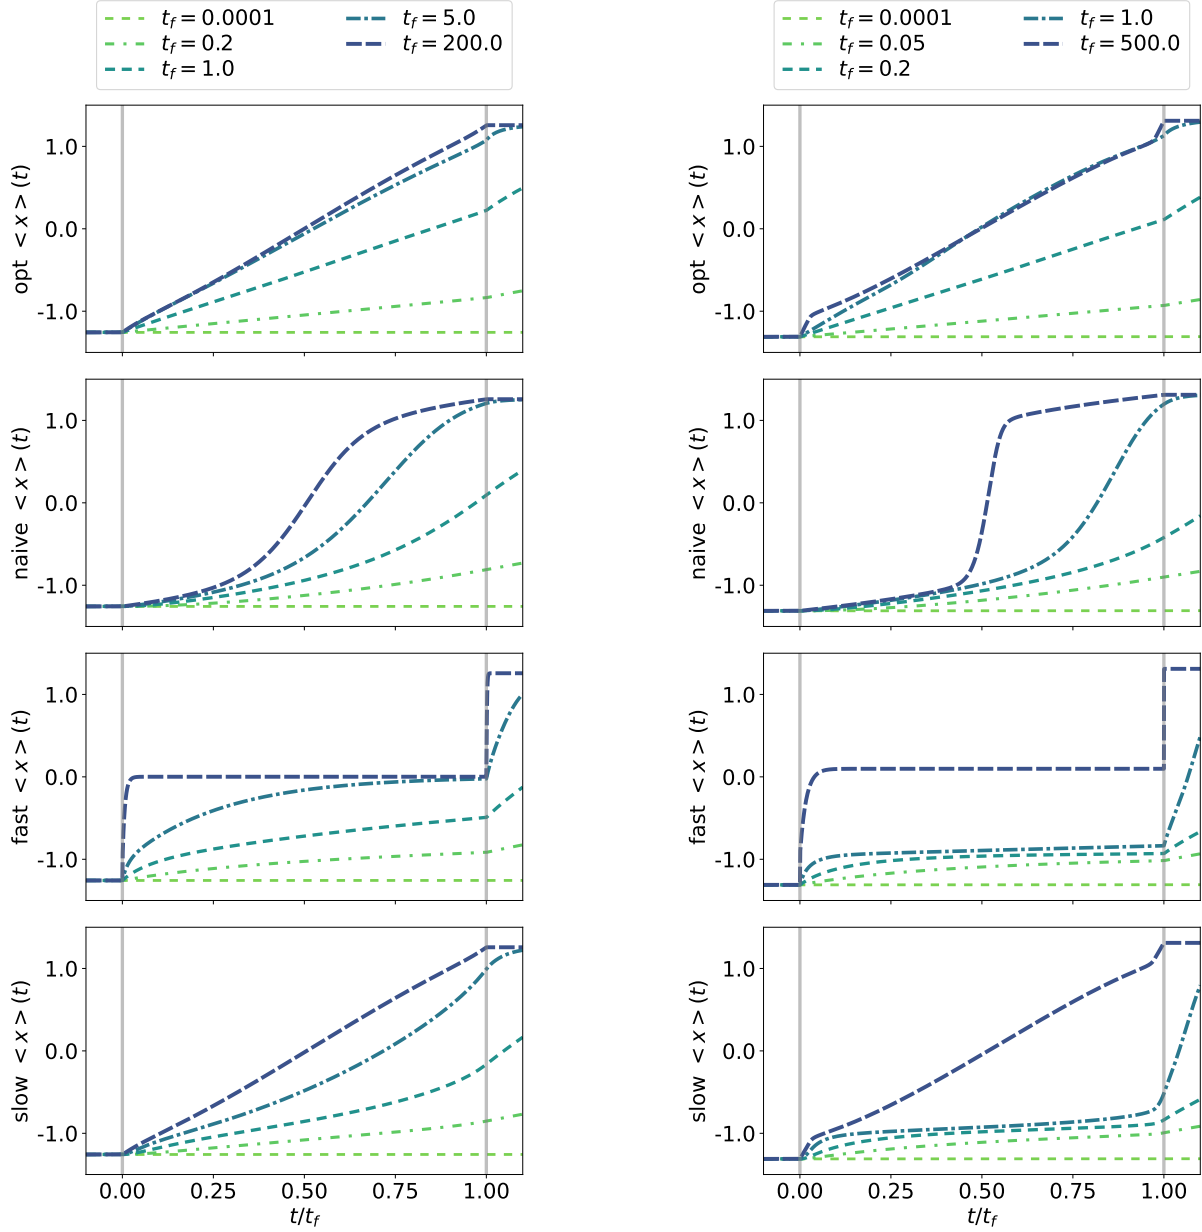 t_f = 0.0001
t_f = 0.2
t_f = 1.0
t_f = 5.0
t_f = 200.0
t_f = 0.0001
t_f = 0.05
t_f = 0.2
t_f = 1.0
t_f = 500.0
opt < x > (t)
1.0
0.0
-1.0
opt < x > (t)
1.0
0.0
-1.0
naive < x > (t)
1.0
0.0
-1.0
naive < x > (t)
1.0
0.0
-1.0
fast < x > (t)
1.0
0.0
-1.0
fast < x > (t)
1.0
0.0
-1.0
slow < x > (t)
1.0
0.0
-1.0
0.00 0.25 0.50 0.75 1.00
t/t_f
slow < x > (t)
1.0
0.0
-1.0
0.00 0.25 0.50 0.75 1.00
t/t_f